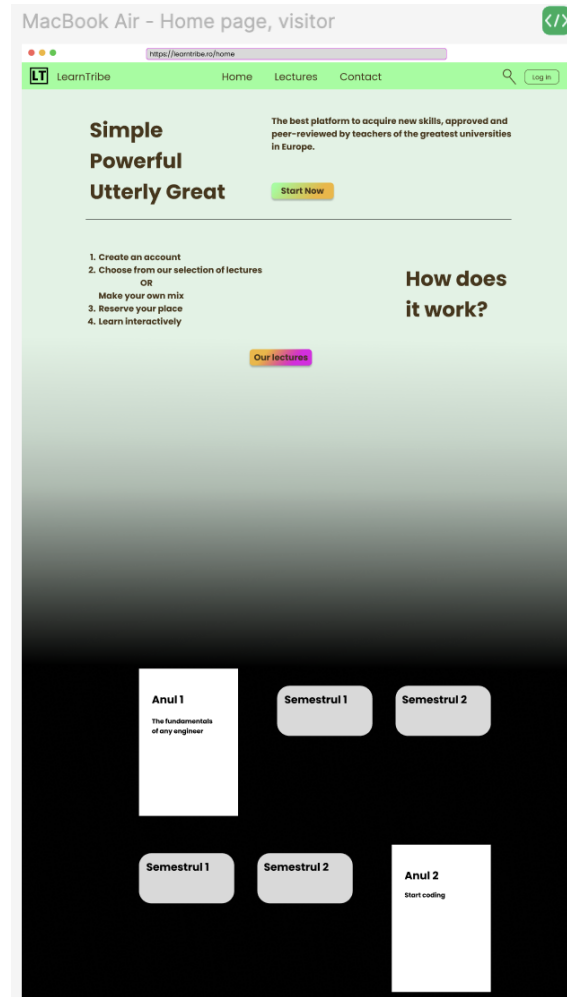 MacBook Air - Home page, visitor
</>
https://learntribe.ro/home
LT LearnTribe Home Lectures Contact Log in
Simple
Powerful
Utterly Great
The best platform to acquire new skills, approved and
peer-reviewed by teachers of the greatest universities
in Europe.
Start Now
1. Create an account
2. Choose from our selection of lectures
OR
Make your own mix
3. Reserve your place
4. Learn interactively
How does
it work?
Our lectures
Anul 1
The fundamentals
of any engineer
Semestrul 1
Semestrul 2
Semestrul 1
Semestrul 2
Anul 2
Start coding